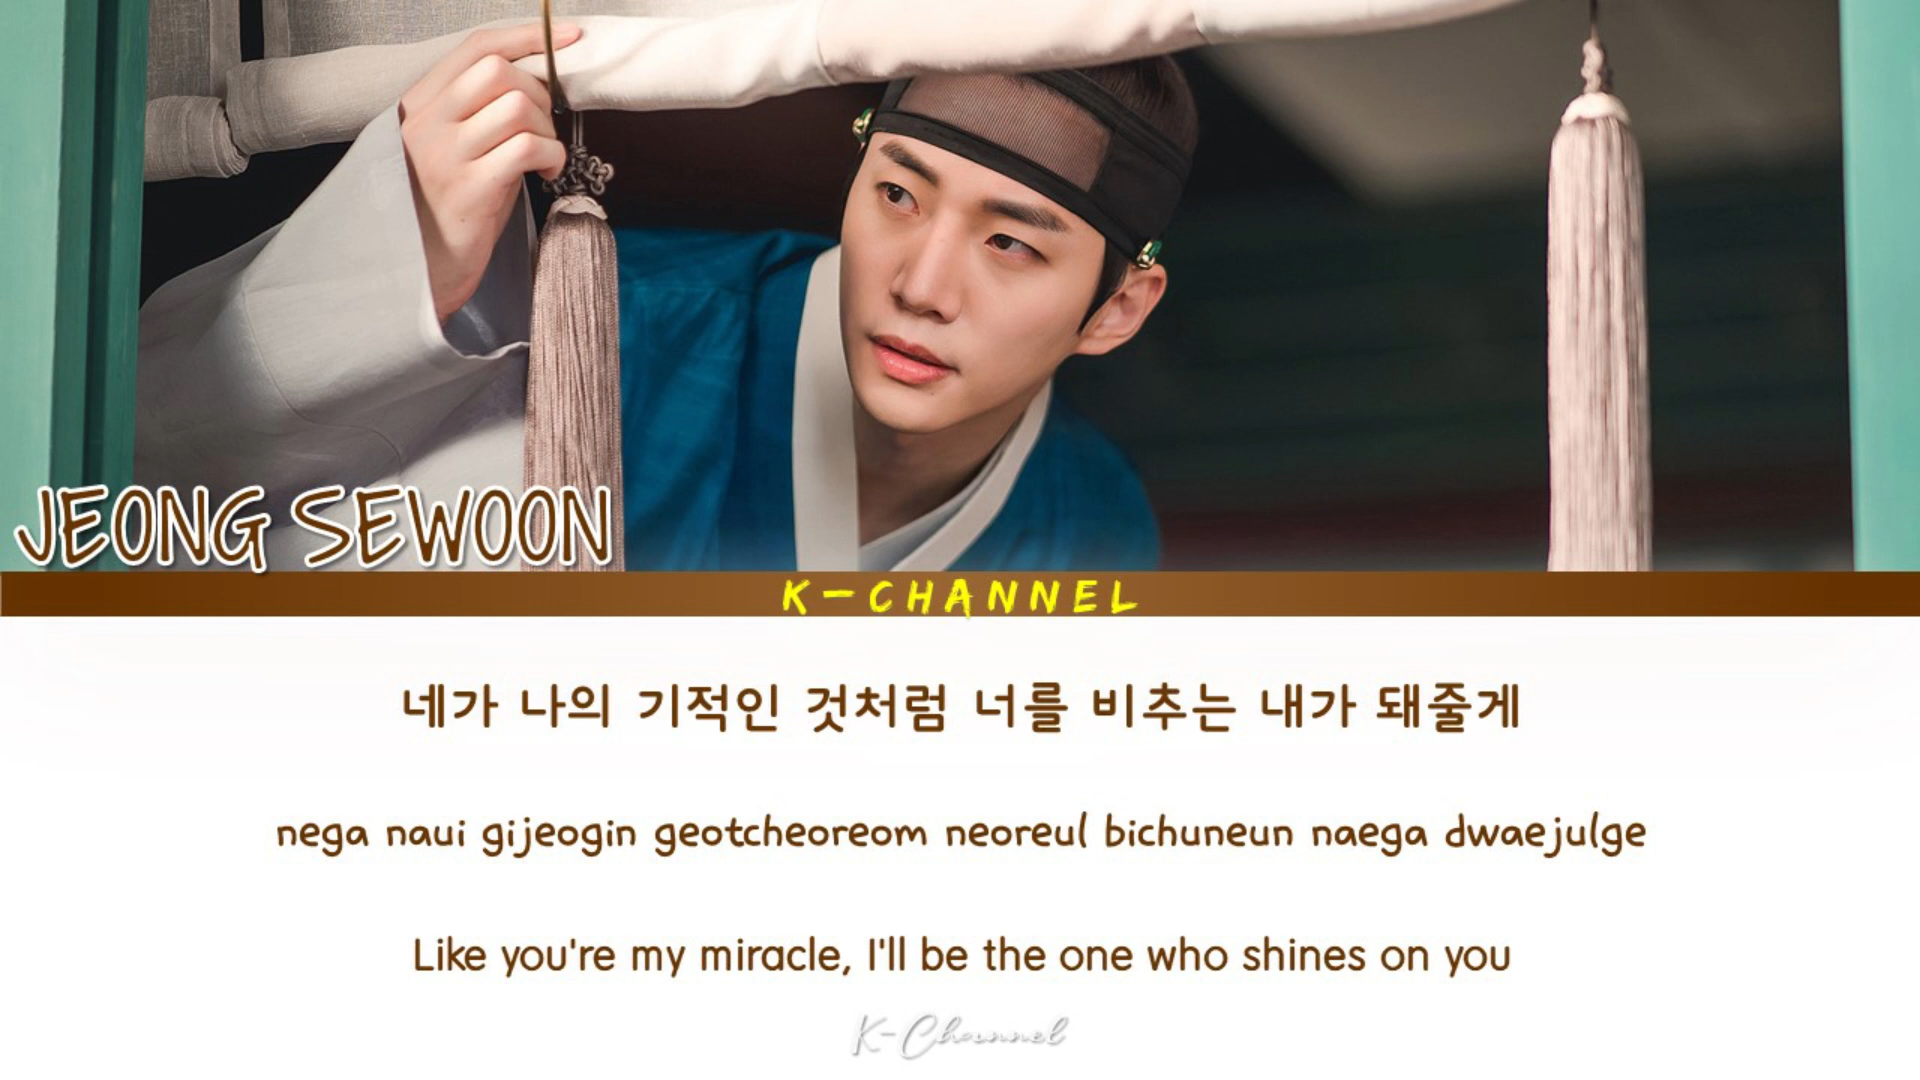 JEONG SEWOON
K-CHANNEL
네가 나의 기적인 것처럼 너를 비추는 내가 돼줄게
nega naui gijeogin geotcheoreom neoreul bichuneun naega dwaejulge
Like you're my miracle, I'll be the one who shines on you
K-Channel